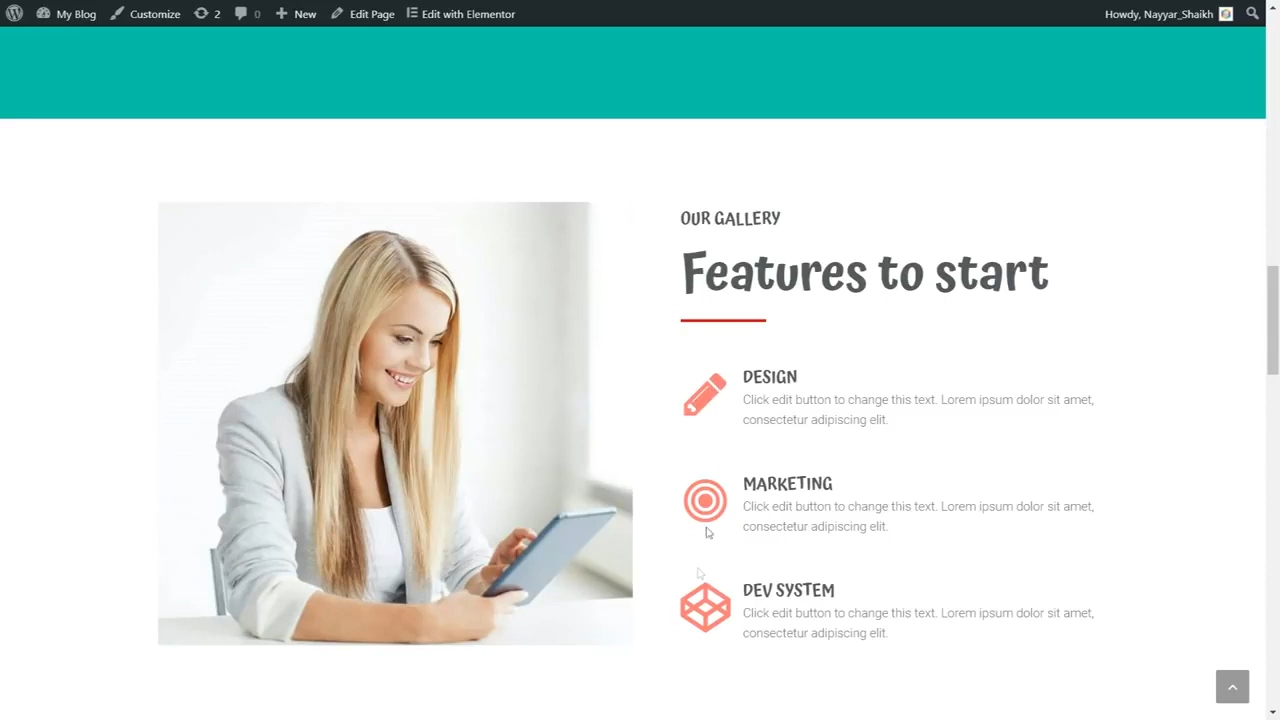 My Blog Customize 2 0 New Edit Page Edit with Elementor Howdy, Nayyar_Shaikh
OUR GALLERY
Features to start
DESIGN
Click edit button to change this text. Lorem ipsum dolor sit amet,
consectetur adipiscing elit.
MARKETING
Click edit button to change this text. Lorem ipsum dolor sit amet,
consectetur adipiscing elit.
DEV SYSTEM
Click edit button to change this text. Lorem ipsum dolor sit amet,
consectetur adipiscing elit.